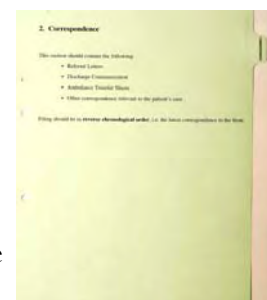 2. Correspondence
This section should contain the following:
• Referral Letters
• Discharge Communication
• Ambulance Transfer Sheets
• Other correspondence relevant to the patient's care
Filing should be in reverse chronological order, i.e. the latest correspondence to the front.
e